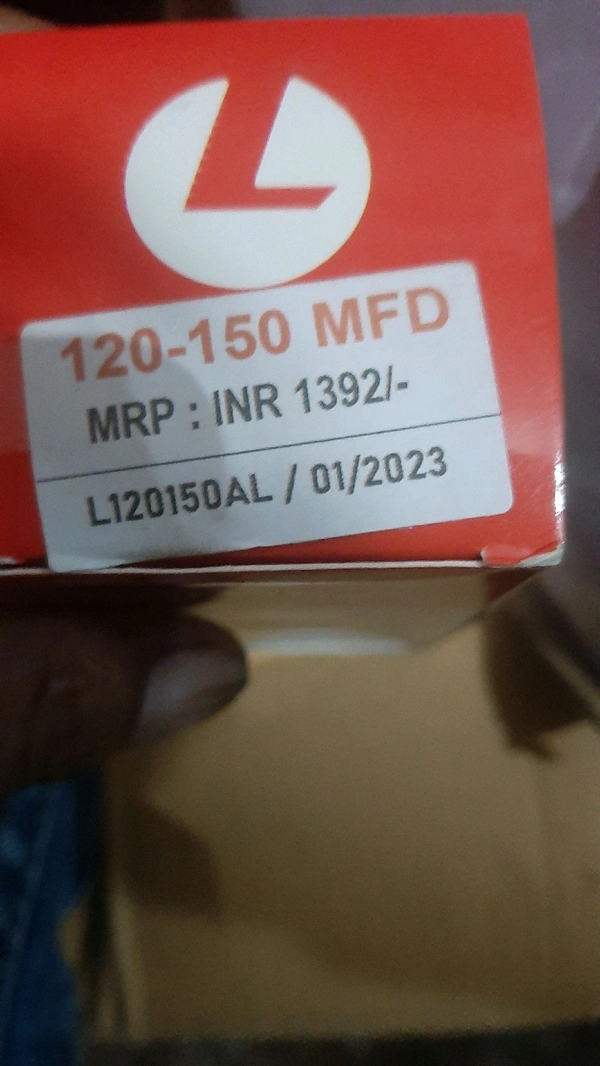 L
120-150 MFD
MRP : INR 1392/-
L120150AL / 01/2023